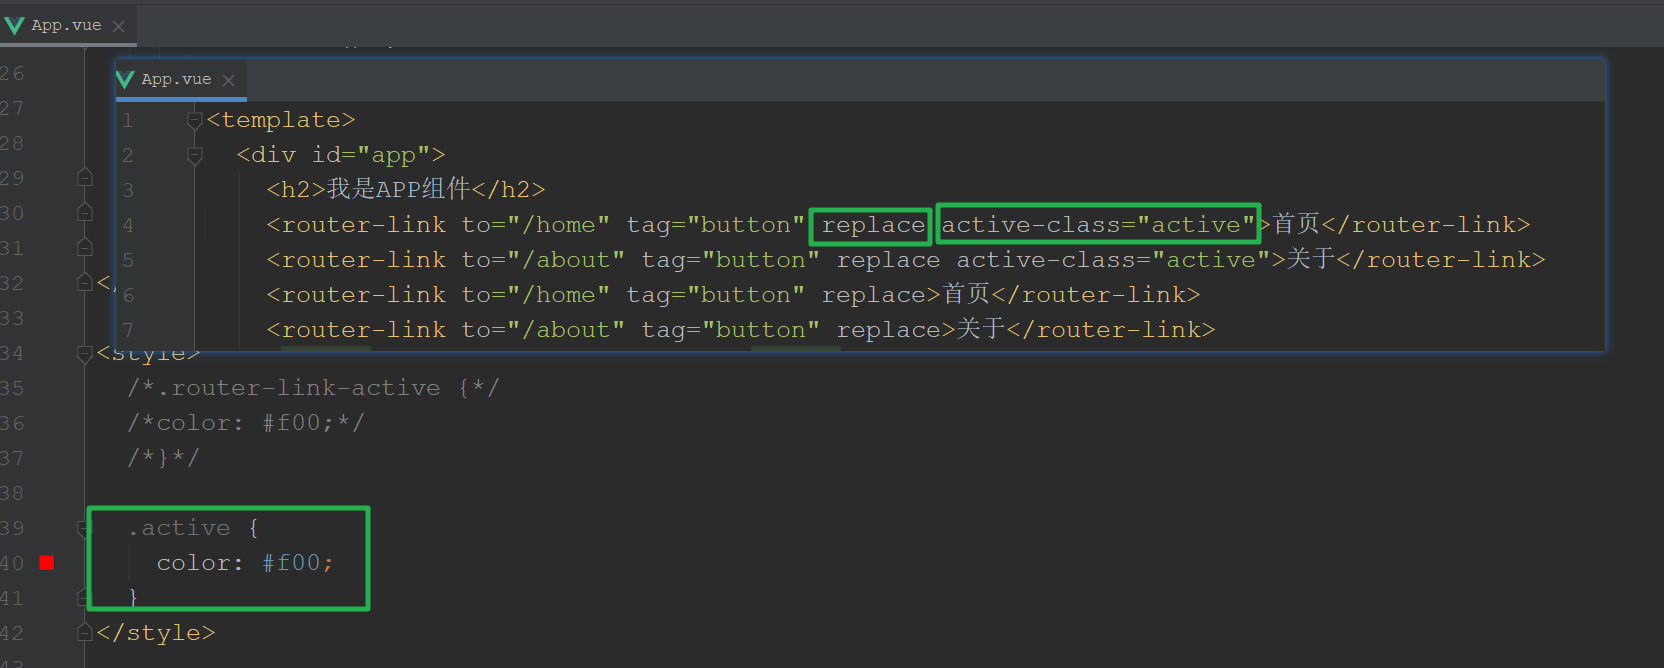 App.vue
26
27
28
29
30
31
32 </
33
App.vue
1 <template>
2 <div id="app">
3 <h2>我是APP组件</h2>
4 <router-link to="/home" tag="button" replace active-class="active">首页</router-link>
5 <router-link to="/about" tag="button" replace active-class="active">关于</router-link>
6 <router-link to="/home" tag="button" replace>首页</router-link>
7 <router-link to="/about" tag="button" replace>关于</router-link>
34 <style>
35 /*.router-link-active {*/
36 /*color: #f00;*/
37 /*}*/
38
39 .active {
40 color: #f00;
41 }
42 </style>
43